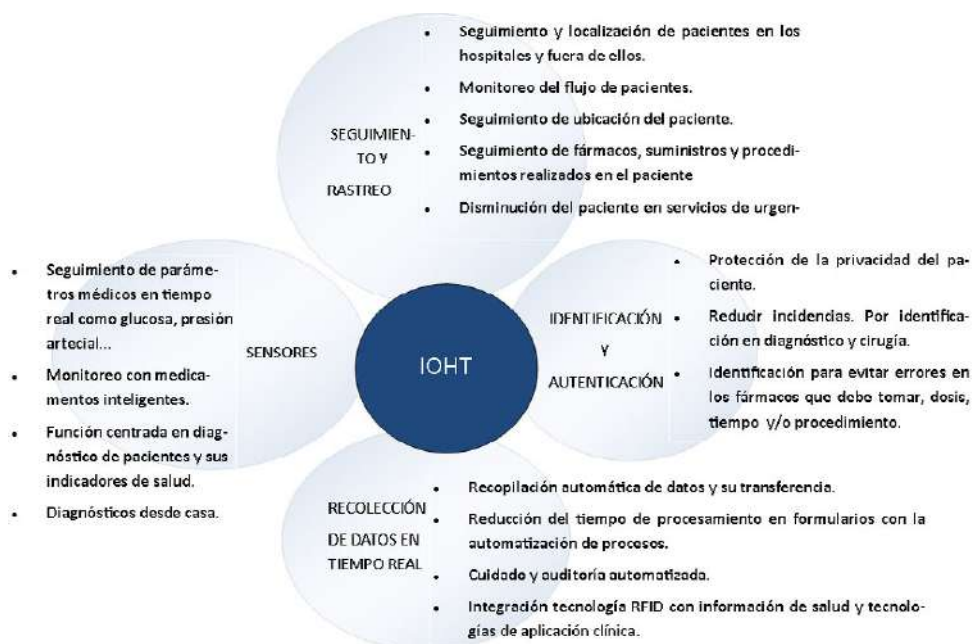 SEGUIMIEN-
TO Y
RASTREO
• Seguimiento y localización de pacientes en los
hospitales y fuera de ellos.
• Monitoreo del flujo de pacientes.
• Seguimiento de ubicación del paciente.
• Seguimiento de fármacos, suministros y procedi-
mientos realizados en el paciente
• Disminución del paciente en servicios de urgen-
• Seguimiento de paráme-
tros médicos en tiempo
real como glucosa, presión
artecial...
• Monitoreo con medica-
mentos inteligentes.
• Función centrada en diag-
nóstico de pacientes y sus
indicadores de salud.
• Diagnósticos desde casa.
SENSORES
IOHT
IDENTIFICACIÓN
Y
AUTENTICACIÓN
• Protección de la privacidad del pa-
ciente.
• Reducir incidencias. Por identifica-
ción en diagnóstico y cirugía.
• Identificación para evitar errores en
los fármacos que debe tomar, dosis,
tiempo y/o procedimiento.
RECOLECCIÓN
DE DATOS EN
TIEMPO REAL
• Recopilación automática de datos y su transferencia.
• Reducción del tiempo de procesamiento en formularios con la
automatización de procesos.
• Cuidado y auditoría automatizada.
• Integración tecnología RFID con información de salud y tecnolo-
gías de aplicación clínica.